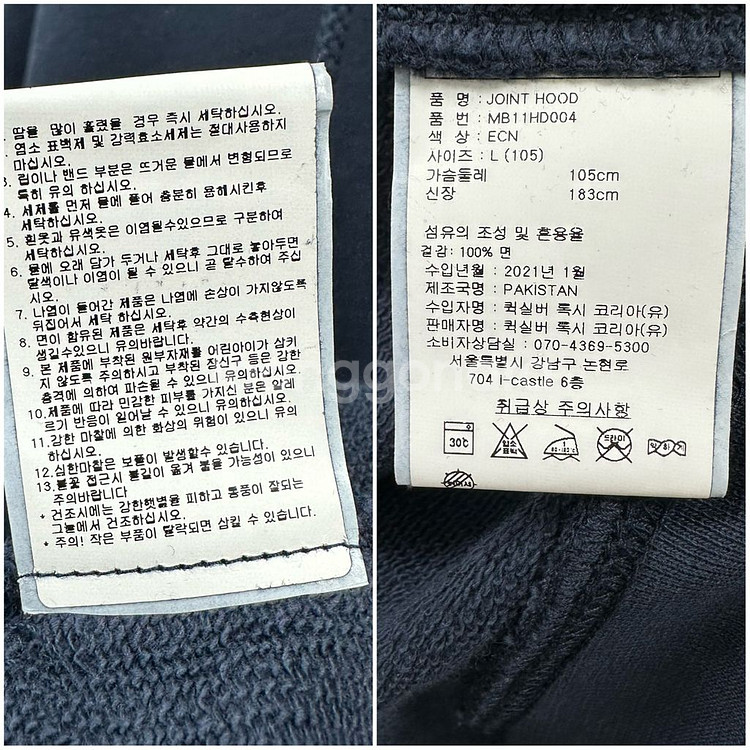 땀을 많이 흘렸을 경우 즉시 세탁하십시오.
염소 표백제 및 강력효소세제는 절대사용하지
마십시오.
3. 립이나 밴드 부분은 뜨거운 물에서 변형되므로
특히 유의 하십시오.
4. 세제를 먼저 물에 풀어 충분히 용해시킨후
세탁하십시오.
5. 흰옷과 유색옷은 이염될수있으므로 구분하여
세탁하십시오.
6. 물에 오래 담가 두거나 세탁후 그대로 놓아두면
탈색이나 이염이 될 수 있으니 곧 탈수하여 주십
시오.
7. 나염이 들어간 제품은 나염에 손상이 가지않도록
뒤집어서 세탁 하십시오.
8. 면이 함유된 제품은 세탁후 약간의 수축현상이
생길수있으니 유의바랍니다.
9. 본 제품에 부착된 원부자재를 어린아이가 삼키
지 않도록 주의하시고 부착된 장신구 등은 강한
충격에 의하여 파손될 수 있으니 유의하십시오.
10. 제품에 따라 민감한 피부를 가지신 분은 알레
르기 반응이 일어날 수 있으니 유의하십시오.
11. 강한 마찰에 의한 화상의 위험이 있으니 유의
하십시오.
12. 심한마찰은 보풀이 발생할수 있습니다.
13. 불꽃 접근시 불길이 옮겨 붙을 가능성이 있으니
주의바랍니다
* 건조시에는 강한햇볕을 피하고 통풍이 잘되는
그늘에서 건조하십시오.
* 주의! 작은 부품이 탈락되면 삼킬 수 있습니다.
품 명 : JOINT HOOD
품 번 : MB11HD004
색 상 : ECN
사이즈 : L (105)
가슴둘레 105cm
신장 183cm
섬유의 조성 및 혼용율
겉감: 100% 면
수입년월 : 2021년 1월
제조국명 : PAKISTAN
수입자명 : 퀵실버 록시 코리아(유)
판매자명 : 퀵실버 록시 코리아(유)
소비자상담실 : 070-4369-5300
서울특별시 강남구 논현로
704 i-castle 6층
취급상 주의사항
30℃
염소
표백
드라이